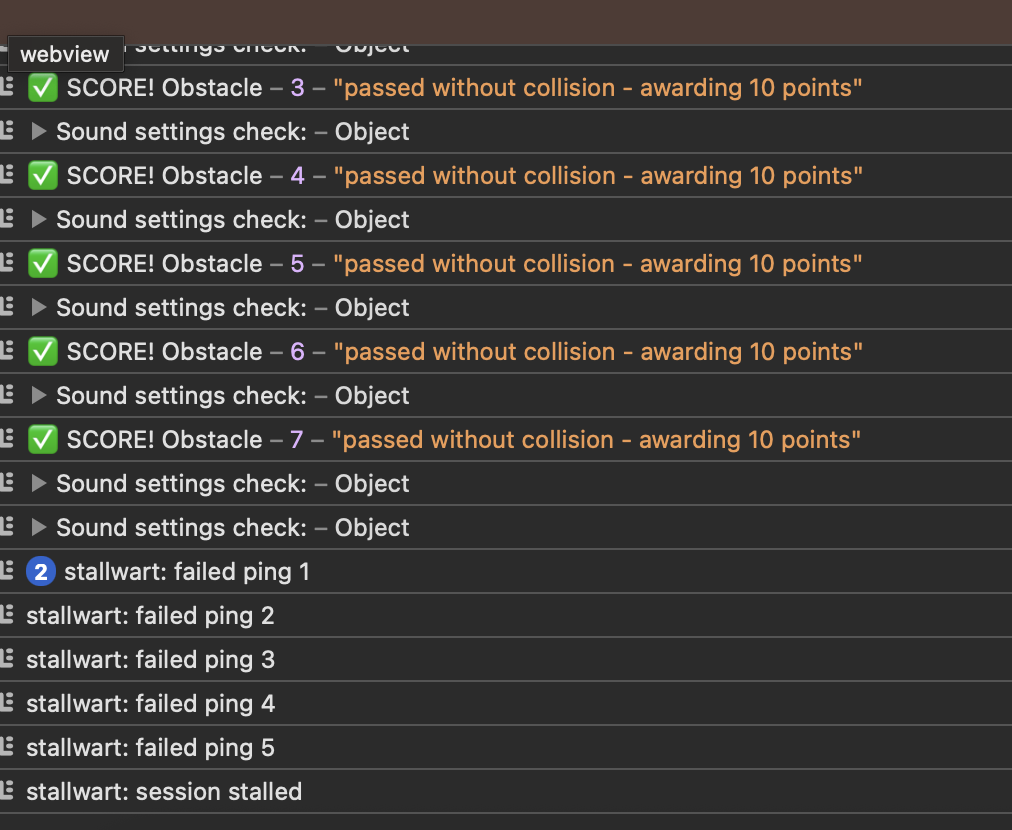 webview
settings check: – Object
✅ SCORE! Obstacle – 3 – "passed without collision - awarding 10 points"
▶ Sound settings check: – Object
✅ SCORE! Obstacle – 4 – "passed without collision - awarding 10 points"
▶ Sound settings check: – Object
✅ SCORE! Obstacle – 5 – "passed without collision - awarding 10 points"
▶ Sound settings check: – Object
✅ SCORE! Obstacle – 6 – "passed without collision - awarding 10 points"
▶ Sound settings check: – Object
✅ SCORE! Obstacle – 7 – "passed without collision - awarding 10 points"
▶ Sound settings check: – Object
▶ Sound settings check: – Object
2 stallwart: failed ping 1
stallwart: failed ping 2
stallwart: failed ping 3
stallwart: failed ping 4
stallwart: failed ping 5
stallwart: session stalled